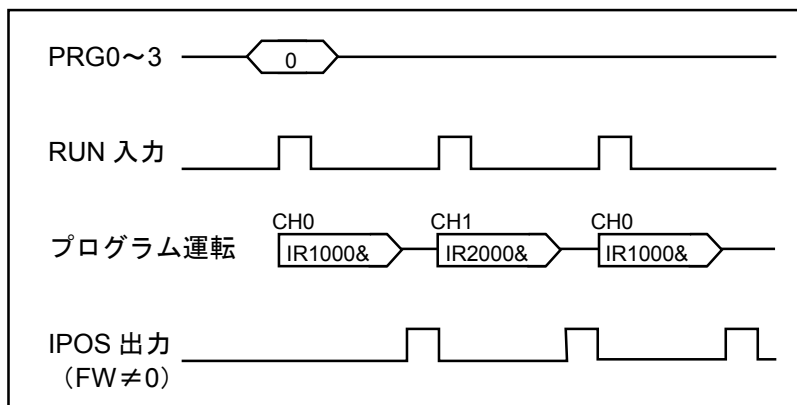 PRG0～3
0
RUN 入力
CH0 CH1 CH0
プログラム運転 IR1000& IR2000& IR1000&
IPOS 出力
（FW≠0）